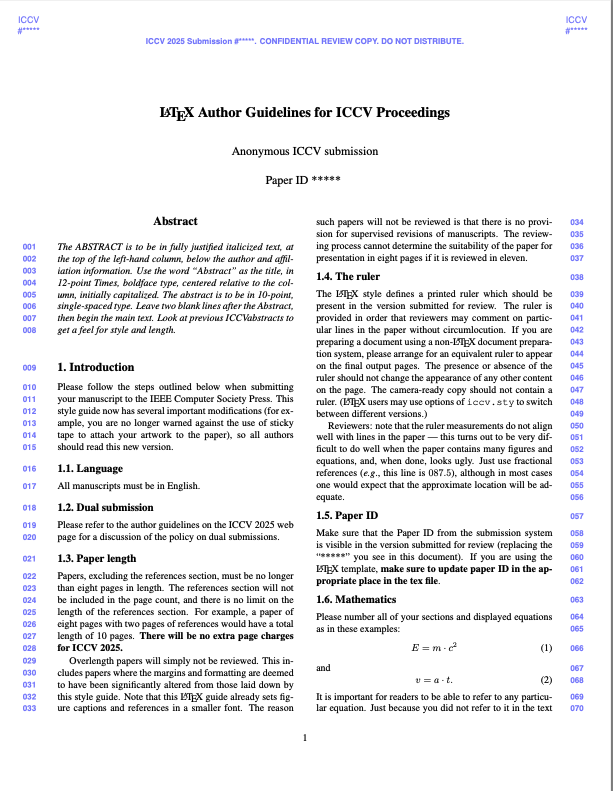 ICCV
#*****
ICCV
#*****
ICCV 2025 Submission #*****. CONFIDENTIAL REVIEW COPY. DO NOT DISTRIBUTE.
LATEX Author Guidelines for ICCV Proceedings
Anonymous ICCV submission
Paper ID *****
Abstract
001 The ABSTRACT is to be in fully justified italicized text, at
002 the top of the left-hand column, below the author and affil-
003 iation information. Use the word “Abstract” as the title, in
004 12-point Times, boldface type, centered relative to the col-
005 umn, initially capitalized. The abstract is to be in 10-point,
006 single-spaced type. Leave two blank lines after the Abstract,
007 then begin the main text. Look at previous ICCVabstracts to
008 get a feel for style and length.
009 1. Introduction
010 Please follow the steps outlined below when submitting
011 your manuscript to the IEEE Computer Society Press. This
012 style guide now has several important modifications (for ex-
013 ample, you are no longer warned against the use of sticky
014 tape to attach your artwork to the paper), so all authors
015 should read this new version.
016 1.1. Language
017 All manuscripts must be in English.
018 1.2. Dual submission
019 Please refer to the author guidelines on the ICCV 2025 web
020 page for a discussion of the policy on dual submissions.
021 1.3. Paper length
022 Papers, excluding the references section, must be no longer
023 than eight pages in length. The references section will not
024 be included in the page count, and there is no limit on the
025 length of the references section. For example, a paper of
026 eight pages with two pages of references would have a total
027 length of 10 pages. There will be no extra page charges
028 for ICCV 2025.
029 Overlength papers will simply not be reviewed. This in-
030 cludes papers where the margins and formatting are deemed
031 to have been significantly altered from those laid down by
032 this style guide. Note that this LATEX guide already sets fig-
033 ure captions and references in a smaller font. The reason
such papers will not be reviewed is that there is no provi- 034
sion for supervised revisions of manuscripts. The review- 035
ing process cannot determine the suitability of the paper for 036
presentation in eight pages if it is reviewed in eleven. 037
1.4. The ruler 038
The LATEX style defines a printed ruler which should be 039
present in the version submitted for review. The ruler is 040
provided in order that reviewers may comment on partic- 041
ular lines in the paper without circumlocution. If you are 042
preparing a document using a non-LATEX document prepara- 043
tion system, please arrange for an equivalent ruler to appear 044
on the final output pages. The presence or absence of the 045
ruler should not change the appearance of any other content 046
on the page. The camera-ready copy should not contain a 047
ruler. (LATEX users may use options of iccv.sty to switch 048
between different versions.) 049
Reviewers: note that the ruler measurements do not align 050
well with lines in the paper — this turns out to be very dif- 051
ficult to do well when the paper contains many figures and 052
equations, and, when done, looks ugly. Just use fractional 053
references (e.g., this line is 087.5), although in most cases 054
one would expect that the approximate location will be ad- 055
equate. 056
1.5. Paper ID 057
Make sure that the Paper ID from the submission system 058
is visible in the version submitted for review (replacing the 059
“*****” you see in this document). If you are using the 060
LATEX template, make sure to update paper ID in the ap- 061
propriate place in the tex file. 062
1.6. Mathematics 063
Please number all of your sections and displayed equations 064
as in these examples: 065
E = m · c² (1) 066
and 067
v = a · t. (2) 068
It is important for readers to be able to refer to any particu- 069
lar equation. Just because you did not refer to it in the text 070
1